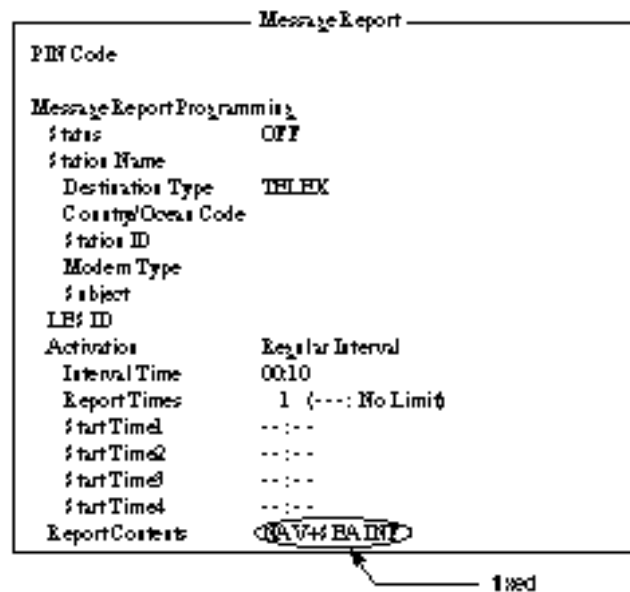 Message Report
PIN Code
Message Report Programming
Status OFF
Station Name
Destination Type TELEX
Country/Ocean Code
Station ID
Modem Type
Subject
LES ID
Activation Regular Interval
Interval Time 00:10
Report Times 1 (---: No Limit)
Start Time1 --:--
Start Time2 --:--
Start Time3 --:--
Start Time4 --:--
Report Contents NAV+SEA INF
fixed